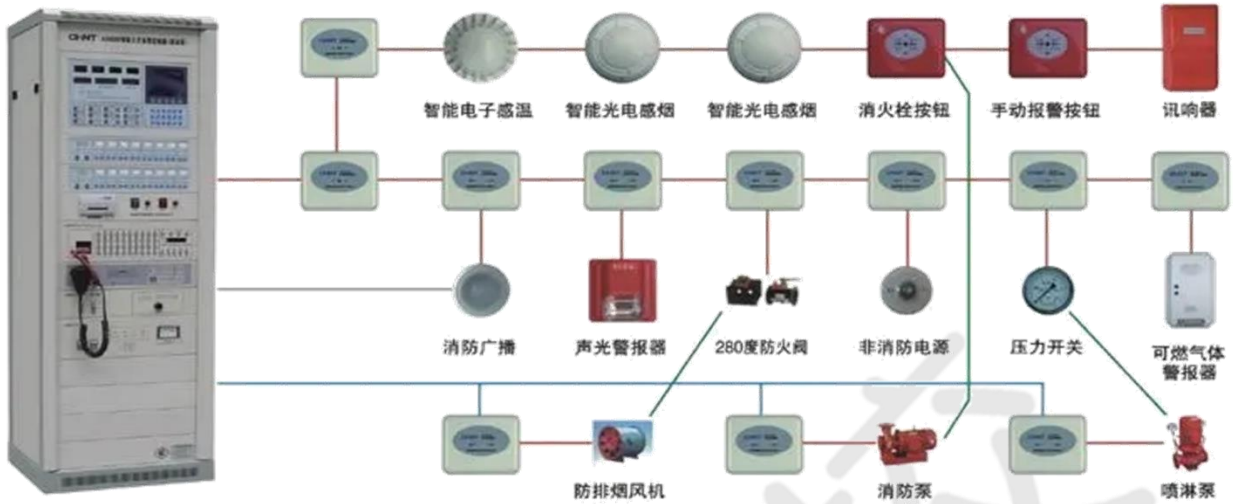 CHNT
智能电子感温
智能光电感烟
智能光电感烟
消火栓按钮
手动报警按钮
讯响器
消防广播
声光警报器
280度防火阀
非消防电源
压力开关
可燃气体
警报器
防排烟风机
消防泵
喷淋泵